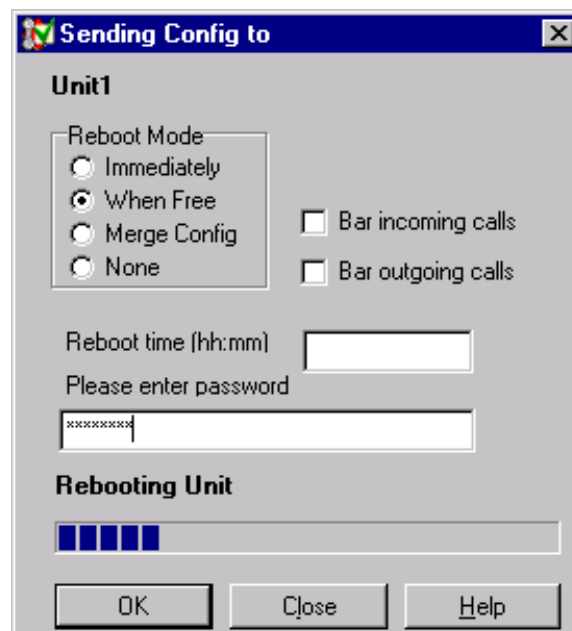 Sending Config to
Unit1
Reboot Mode
Immediately
When Free
Merge Config
None
Bar incoming calls
Bar outgoing calls
Reboot time (hh:mm)
Please enter password
********
Rebooting Unit
OK
Close
Help